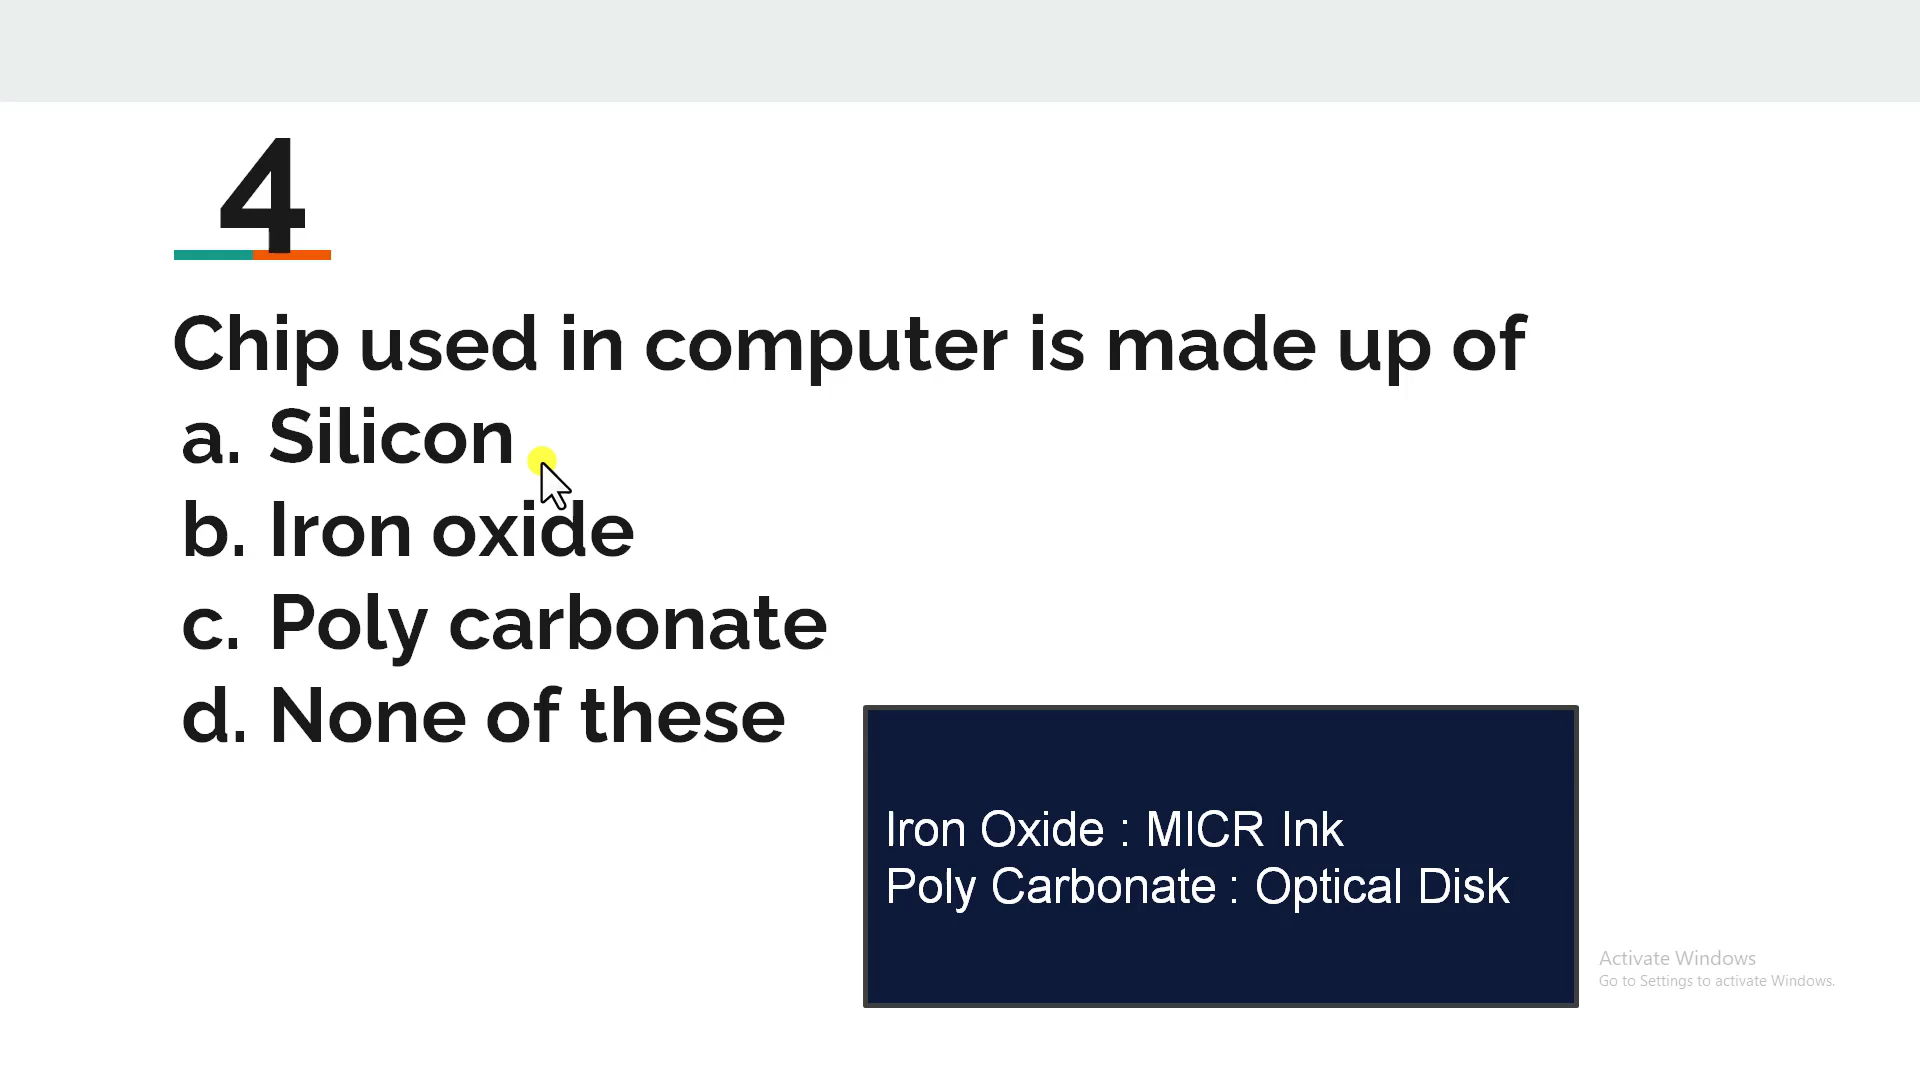 4
Chip used in computer is made up of
a. Silicon
b. Iron oxide
c. Poly carbonate
d. None of these
Iron Oxide : MICR Ink
Poly Carbonate : Optical Disk
Activate Windows
Go to Settings to activate Windows.